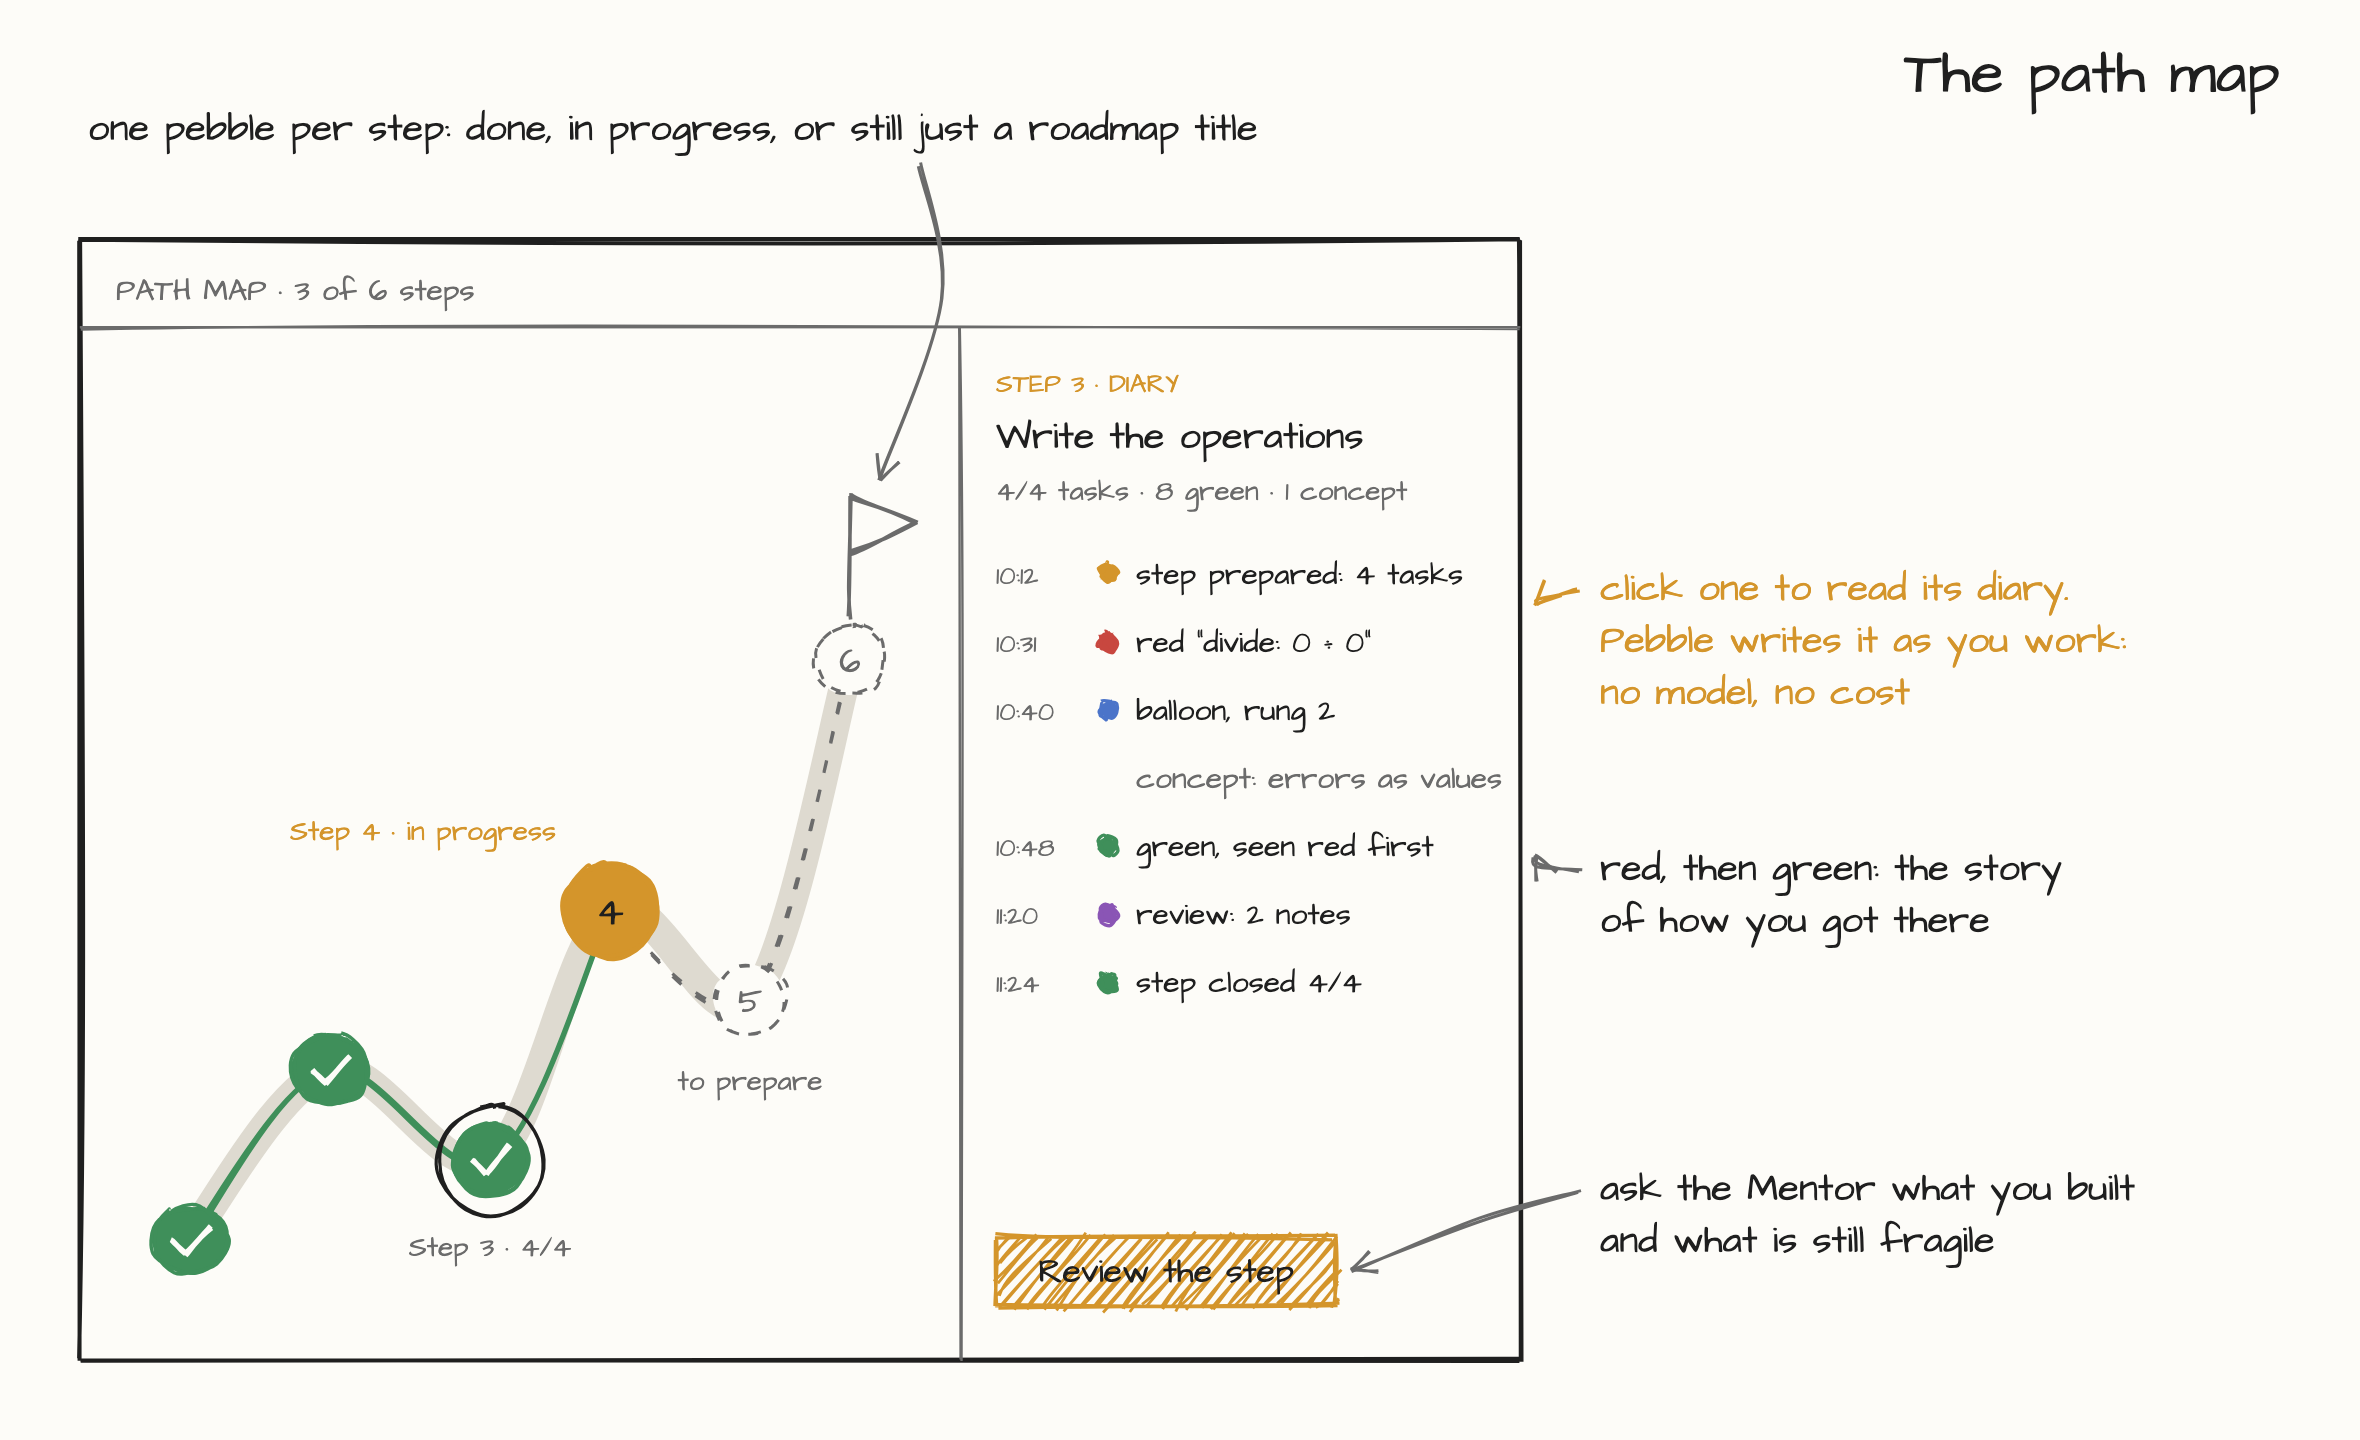 The path map
one pebble per step: done, in progress, or still just a roadmap title
PATH MAP · 3 of 6 steps
6
Step 4 · in progress
4
5
to prepare
Step 3 · 4/4
STEP 3 · DIARY
Write the operations
4/4 tasks · 8 green · 1 concept
10:12 step prepared: 4 tasks
10:31 red "divide: 0 ÷ 0"
10:40 balloon, rung 2
concept: errors as values
10:48 green, seen red first
11:20 review: 2 notes
11:24 step closed 4/4
Review the step
click one to read its diary.
Pebble writes it as you work:
no model, no cost
red, then green: the story
of how you got there
ask the Mentor what you built
and what is still fragile